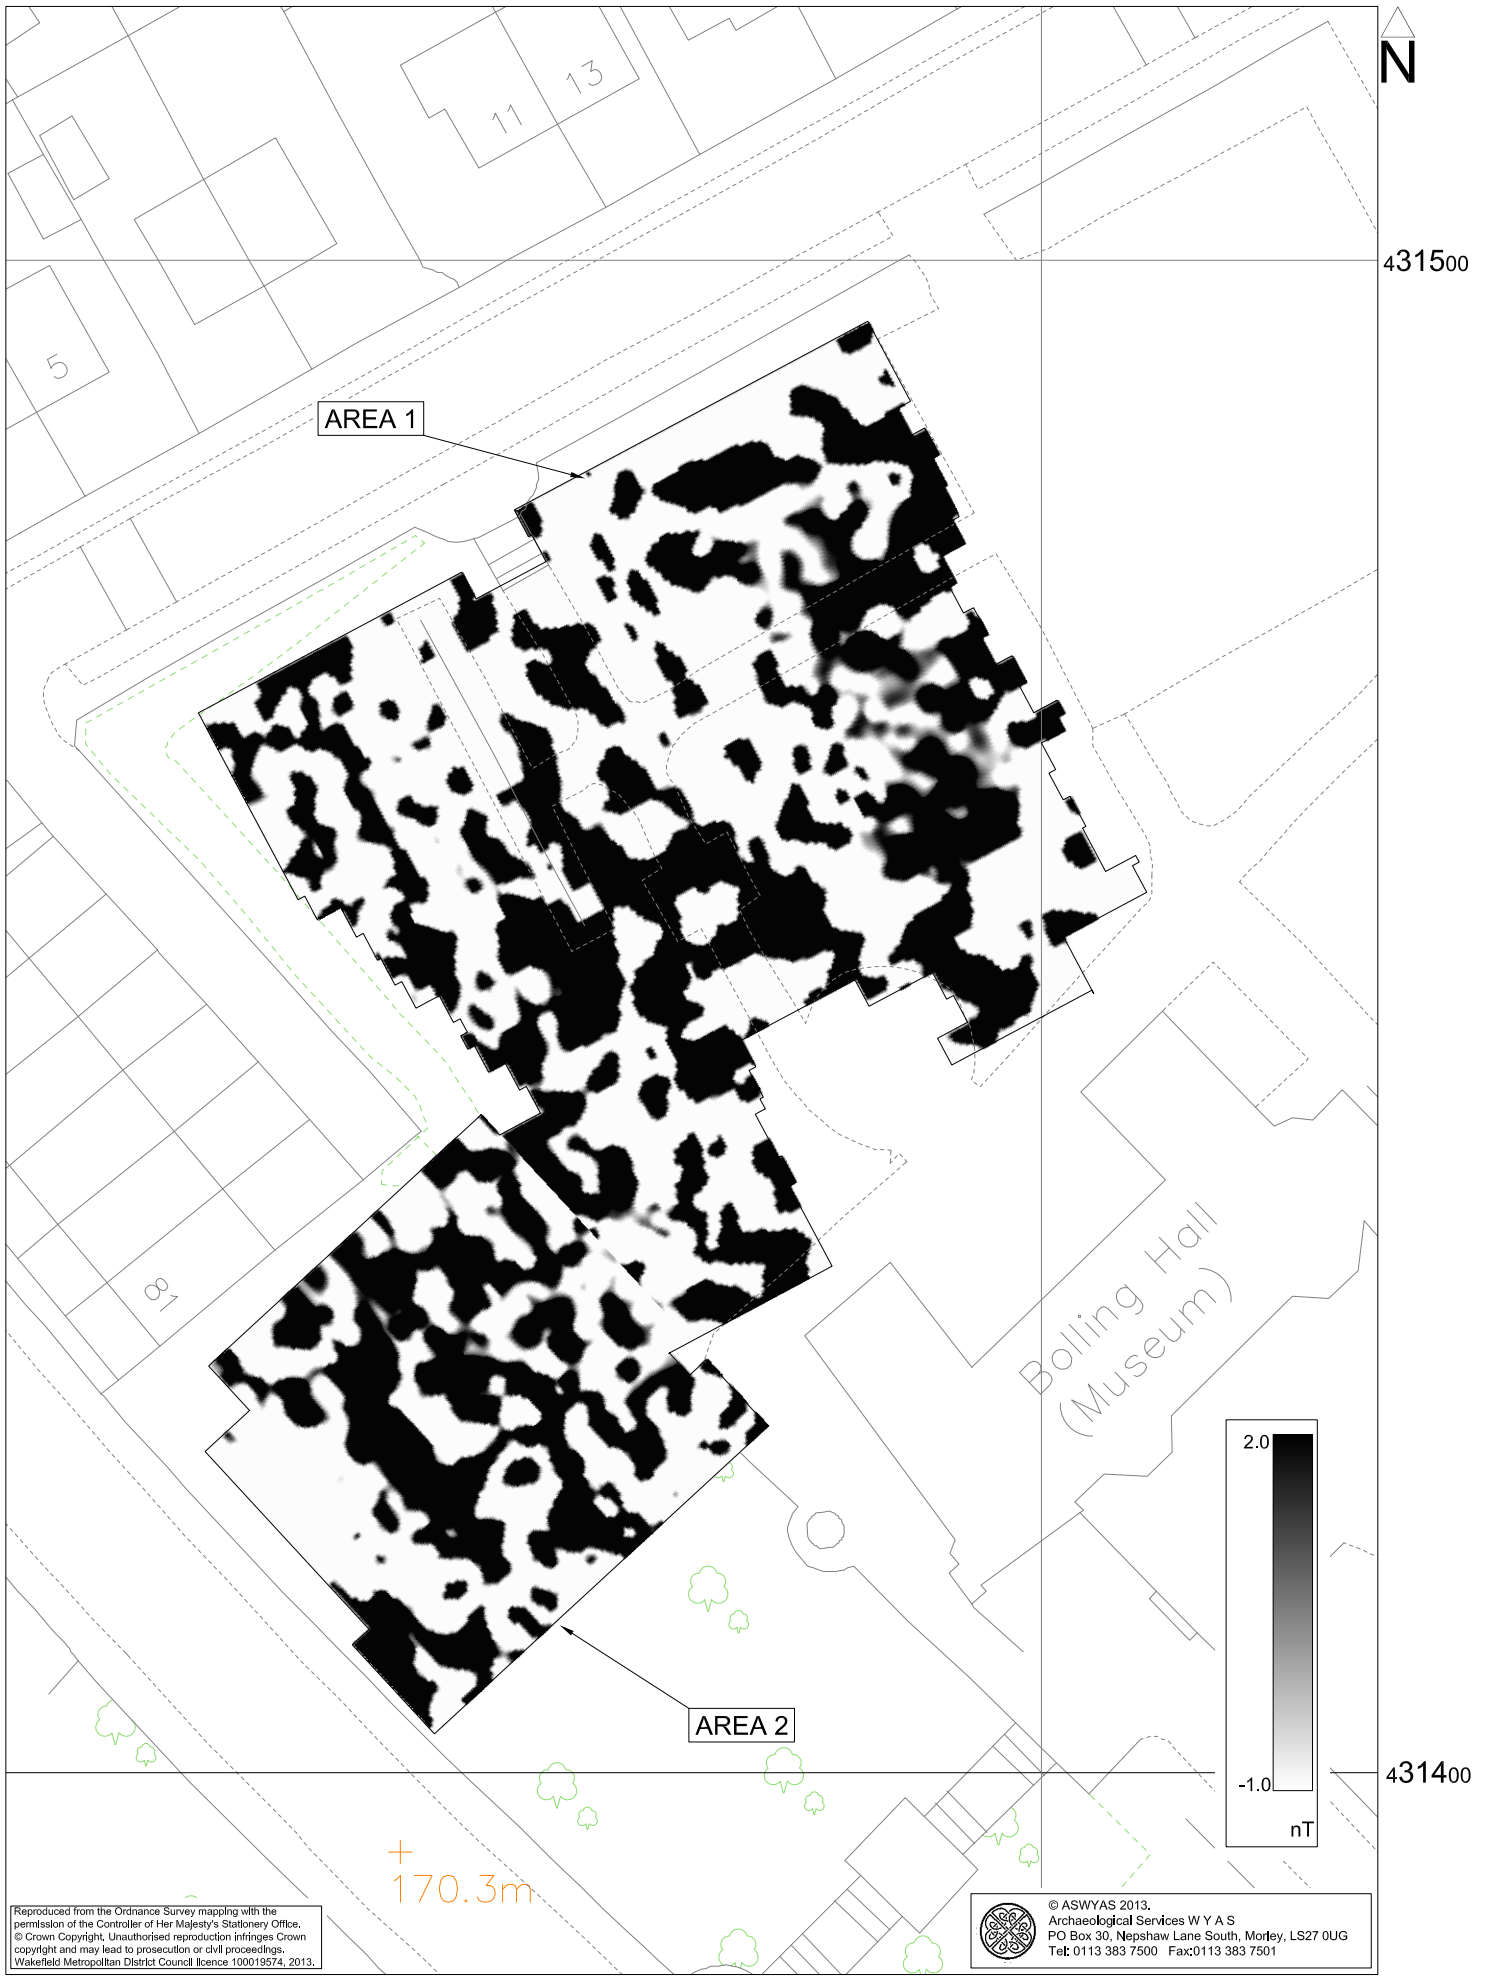 N
13
11
431500
5
AREA 1
Bolling Hall
(Museum)
81
2.0
-1.0
nT
AREA 2
431400
170.3m
Reproduced from the Ordnance Survey mapping with the
permission of the Controller of Her Majesty's Stationery Office.
© Crown Copyright. Unauthorised reproduction infringes Crown
copyright and may lead to prosecution or civil proceedings.
Wakefield Metropolitan District Council licence 100019574, 2013.
© ASWYAS 2013.
Archaeological Services W Y A S
PO Box 30, Nepshaw Lane South, Morley, LS27 0UG
Tel: 0113 383 7500 Fax:0113 383 7501